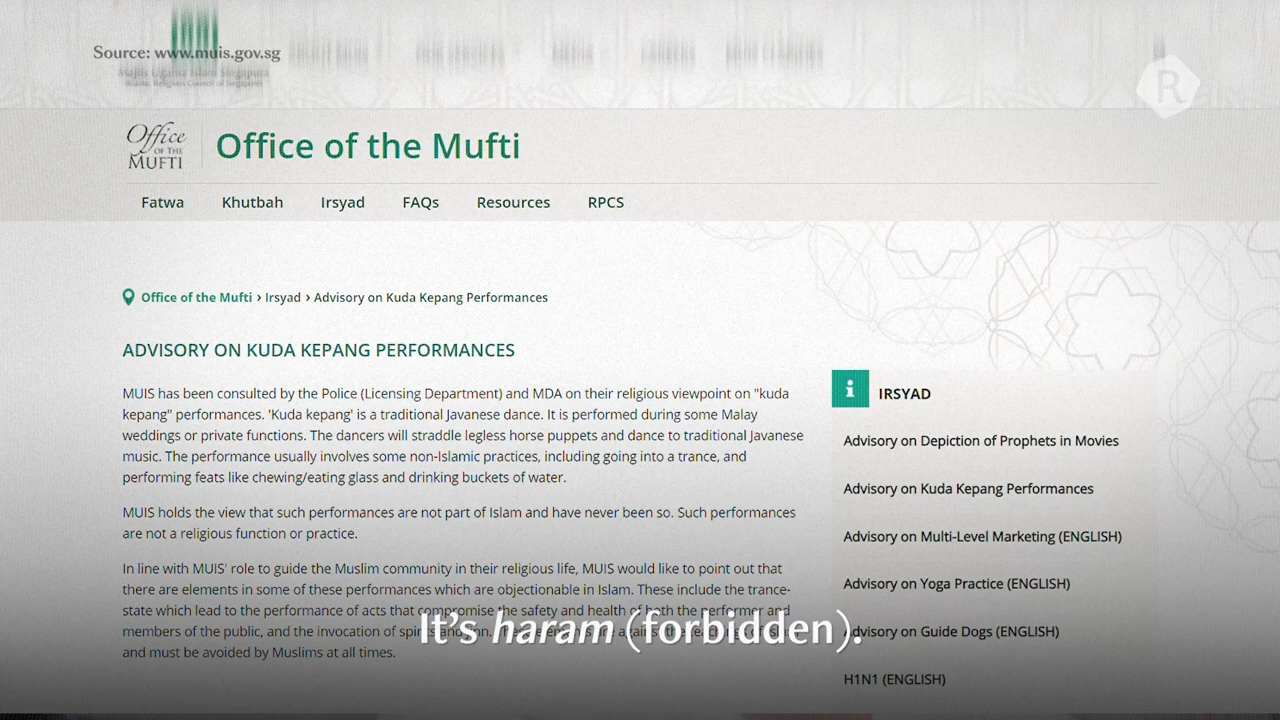 Source: www.muis.gov.sg
Majlis Ugama Islam Singapura
R
Office
OF THE
MUFTI
Office of the Mufti
Fatwa Khutbah Irsyad FAQs Resources RPCS
Office of the Mufti › Irsyad › Advisory on Kuda Kepang Performances
ADVISORY ON KUDA KEPANG PERFORMANCES
MUIS has been consulted by the Police (Licensing Department) and MDA on their religious viewpoint on "kuda
kepang" performances. 'Kuda kepang' is a traditional Javanese dance. It is performed during some Malay
weddings or private functions. The dancers will straddle legless horse puppets and dance to traditional Javanese
music. The performance usually involves some non-Islamic practices, including going into a trance, and
performing feats like chewing/eating glass and drinking buckets of water.
MUIS holds the view that such performances are not part of Islam and have never been so. Such performances
are not a religious function or practice.
In line with MUIS' role to guide the Muslim community in their religious life, MUIS would like to point out that
there are elements in some of these performances which are objectionable in Islam. These include the trance-
state which lead to the performance of acts that compromise the safety and health of both the performer and
members of the public, and the invocation of
and must be avoided by Muslims at all times.
i IRSYAD
Advisory on Depiction of Prophets in Movies
Advisory on Kuda Kepang Performances
Advisory on Multi-Level Marketing (ENGLISH)
Advisory on Yoga Practice (ENGLISH)
Advisory on Guide Dogs (ENGLISH)
H1N1 (ENGLISH)
It's haram (forbidden).